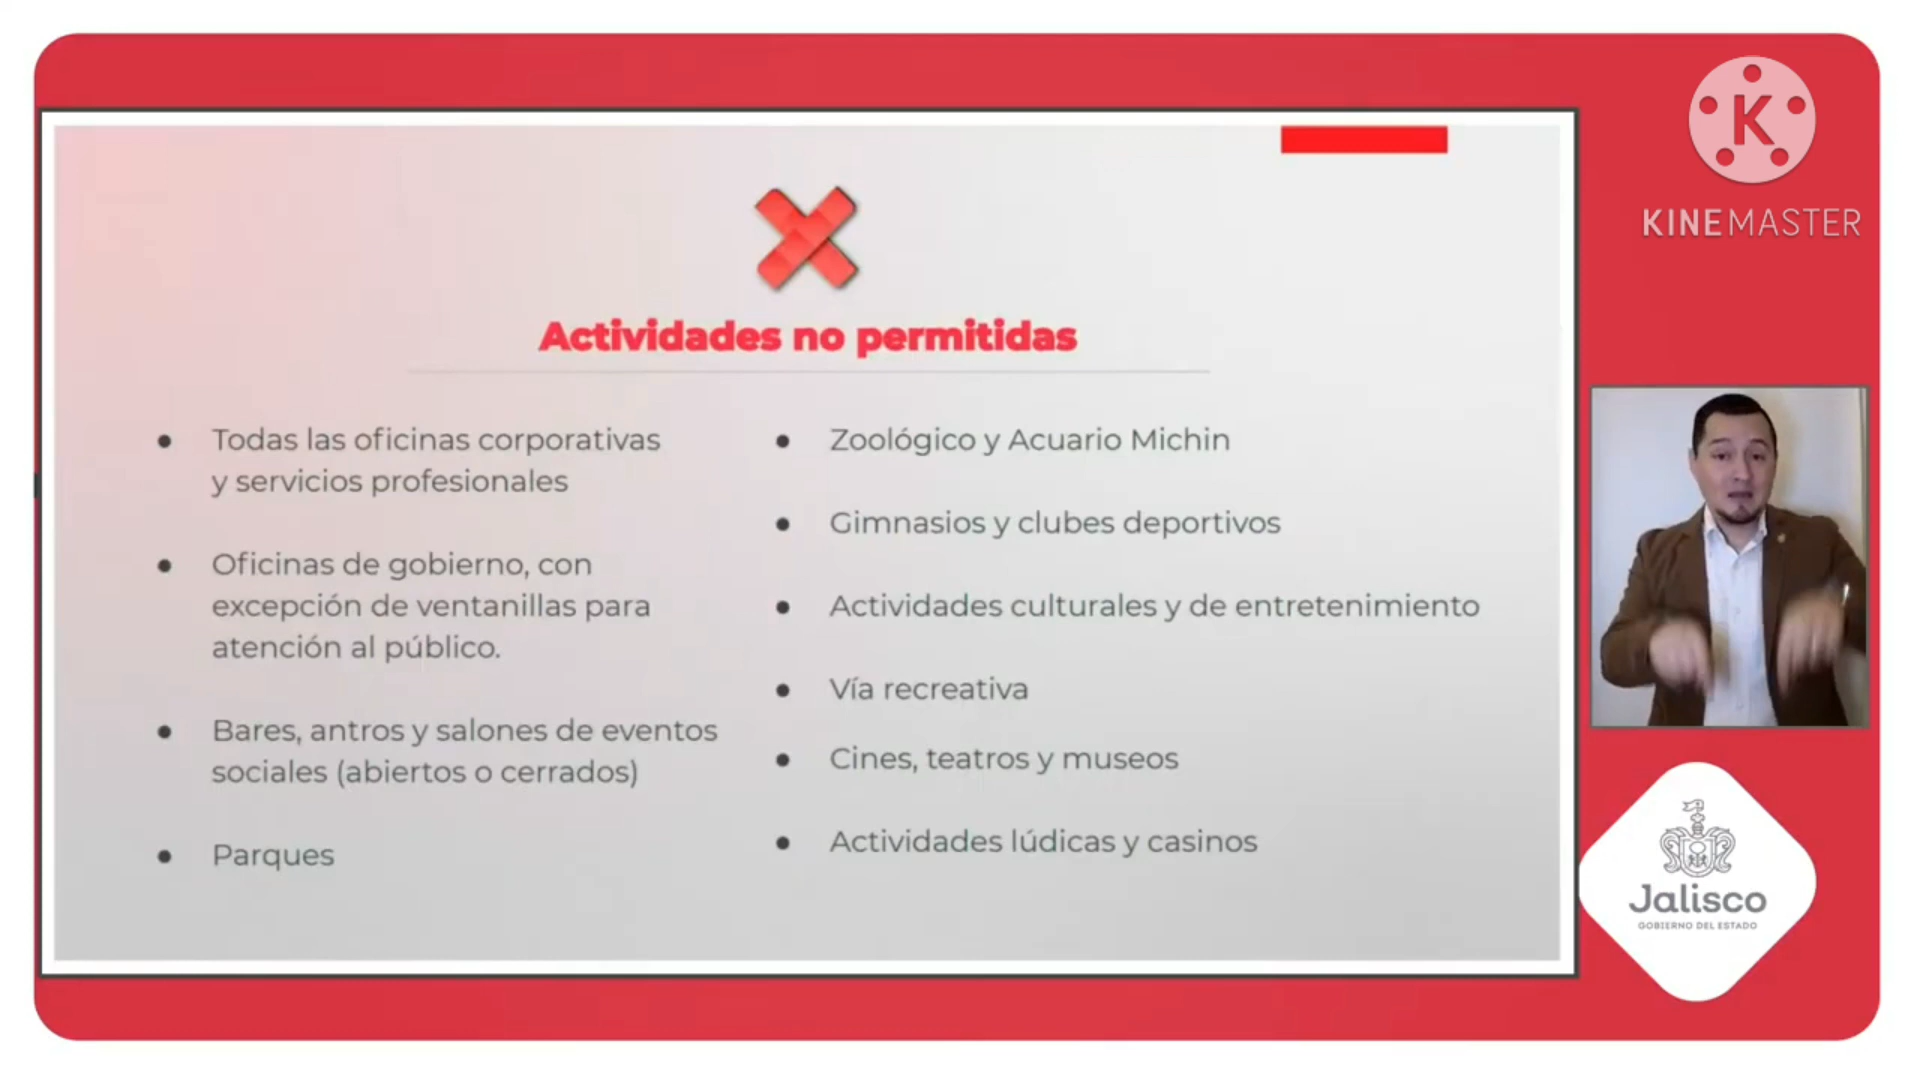 K
KINEMASTER
Actividades no permitidas
● Todas las oficinas corporativas
y servicios profesionales
● Oficinas de gobierno, con
excepción de ventanillas para
atención al público.
● Bares, antros y salones de eventos
sociales (abiertos o cerrados)
● Parques
● Zoológico y Acuario Michin
● Gimnasios y clubes deportivos
● Actividades culturales y de entretenimiento
● Vía recreativa
● Cines, teatros y museos
● Actividades lúdicas y casinos
Jalisco
GOBIERNO DEL ESTADO